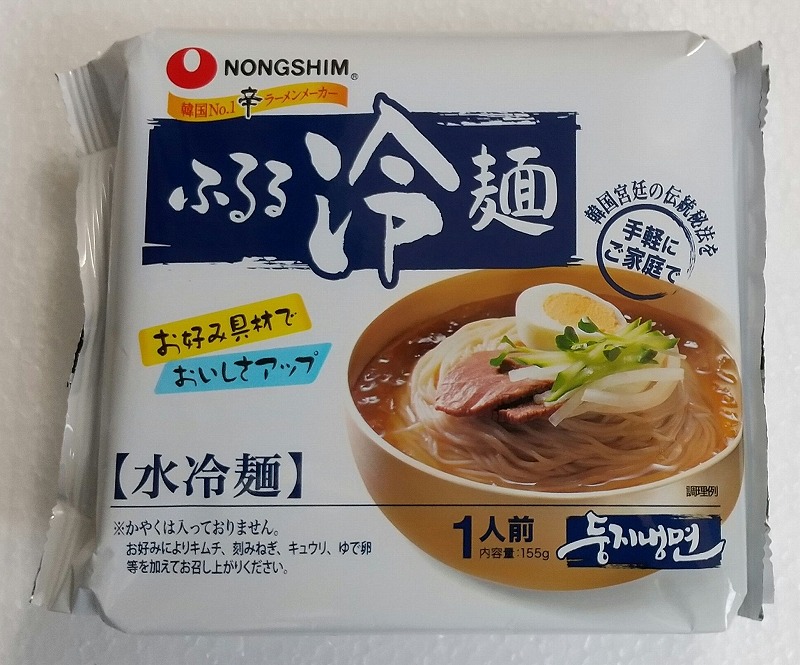 NONGSHIM®
韓国No.1 辛 ラーメンメーカー
ふるる 冷麺
韓国宮廷の伝統秘法を
手軽に
ご家庭で
お好み具材で
おいしさアップ
【水冷麺】
調理例
※かやくは入っておりません。
お好みによりキムチ、刻みねぎ、キュウリ、ゆで卵
等を加えてお召し上がりください。
1人前
内容量:155g
둥지냉면